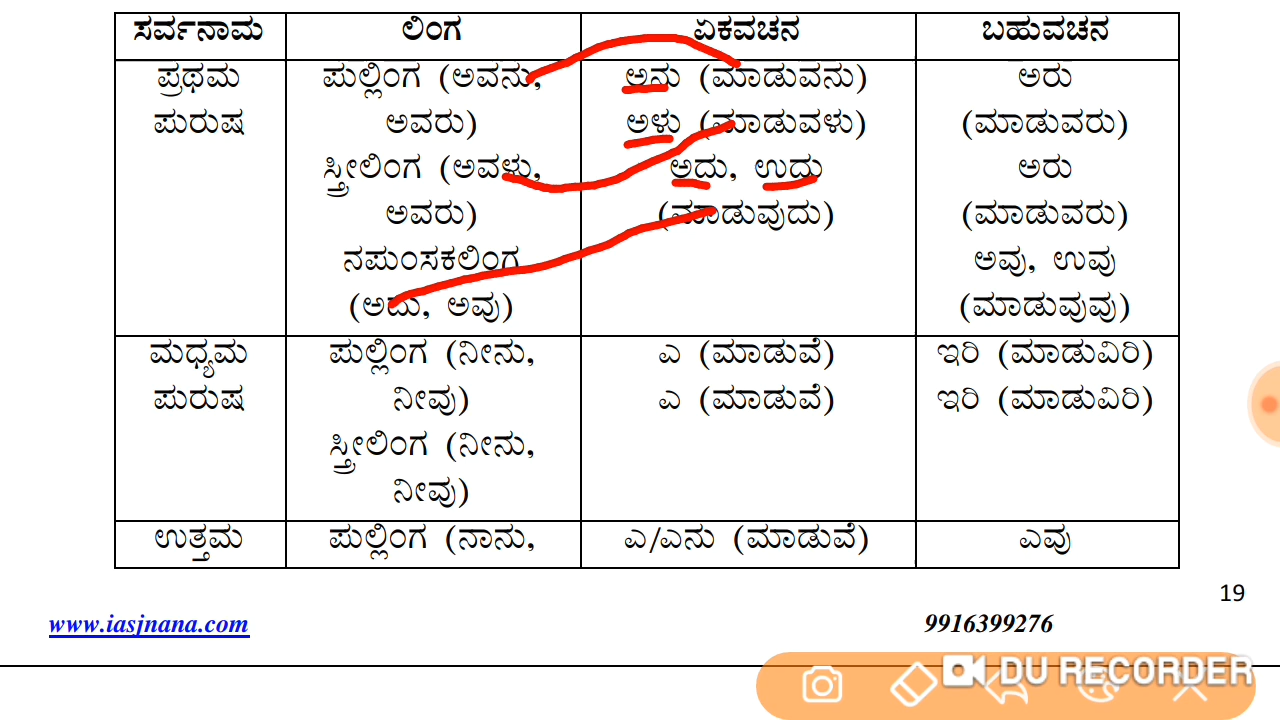 ಸರ್ವನಾಮ ಲಿಂಗ ಏಕವಚನ ಬಹುವಚನ
ಪ್ರಥಮ ಪುಲ್ಲಿಂಗ (ಅವನು, ಅನು (ಮಾಡುವನು) ಅರು
ಪುರುಷ ಅವರು) ಅಳು (ಮಾಡುವಳು) (ಮಾಡುವರು)
ಸ್ತ್ರೀಲಿಂಗ (ಅವಳು, ಅದು, ಉದು ಅರು
ಅವರು) (ಮಾಡುವುದು) (ಮಾಡುವರು)
ನಪುಂಸಕಲಿಂಗ ಅವು, ಉವು
(ಅದು, ಅವು) (ಮಾಡುವುವು)
ಮಧ್ಯಮ ಪುಲ್ಲಿಂಗ (ನೀನು, ಎ (ಮಾಡುವೆ) ಇರಿ (ಮಾಡುವಿರಿ)
ಪುರುಷ ನೀವು) ಎ (ಮಾಡುವೆ) ಇರಿ (ಮಾಡುವಿರಿ)
ಸ್ತ್ರೀಲಿಂಗ (ನೀನು,
ನೀವು)
ಉತ್ತಮ ಪುಲ್ಲಿಂಗ (ನಾನು, ಎ/ಎನು (ಮಾಡುವೆ) ಎವು
19
www.iasjnana.com 9916399276
DU RECORDER